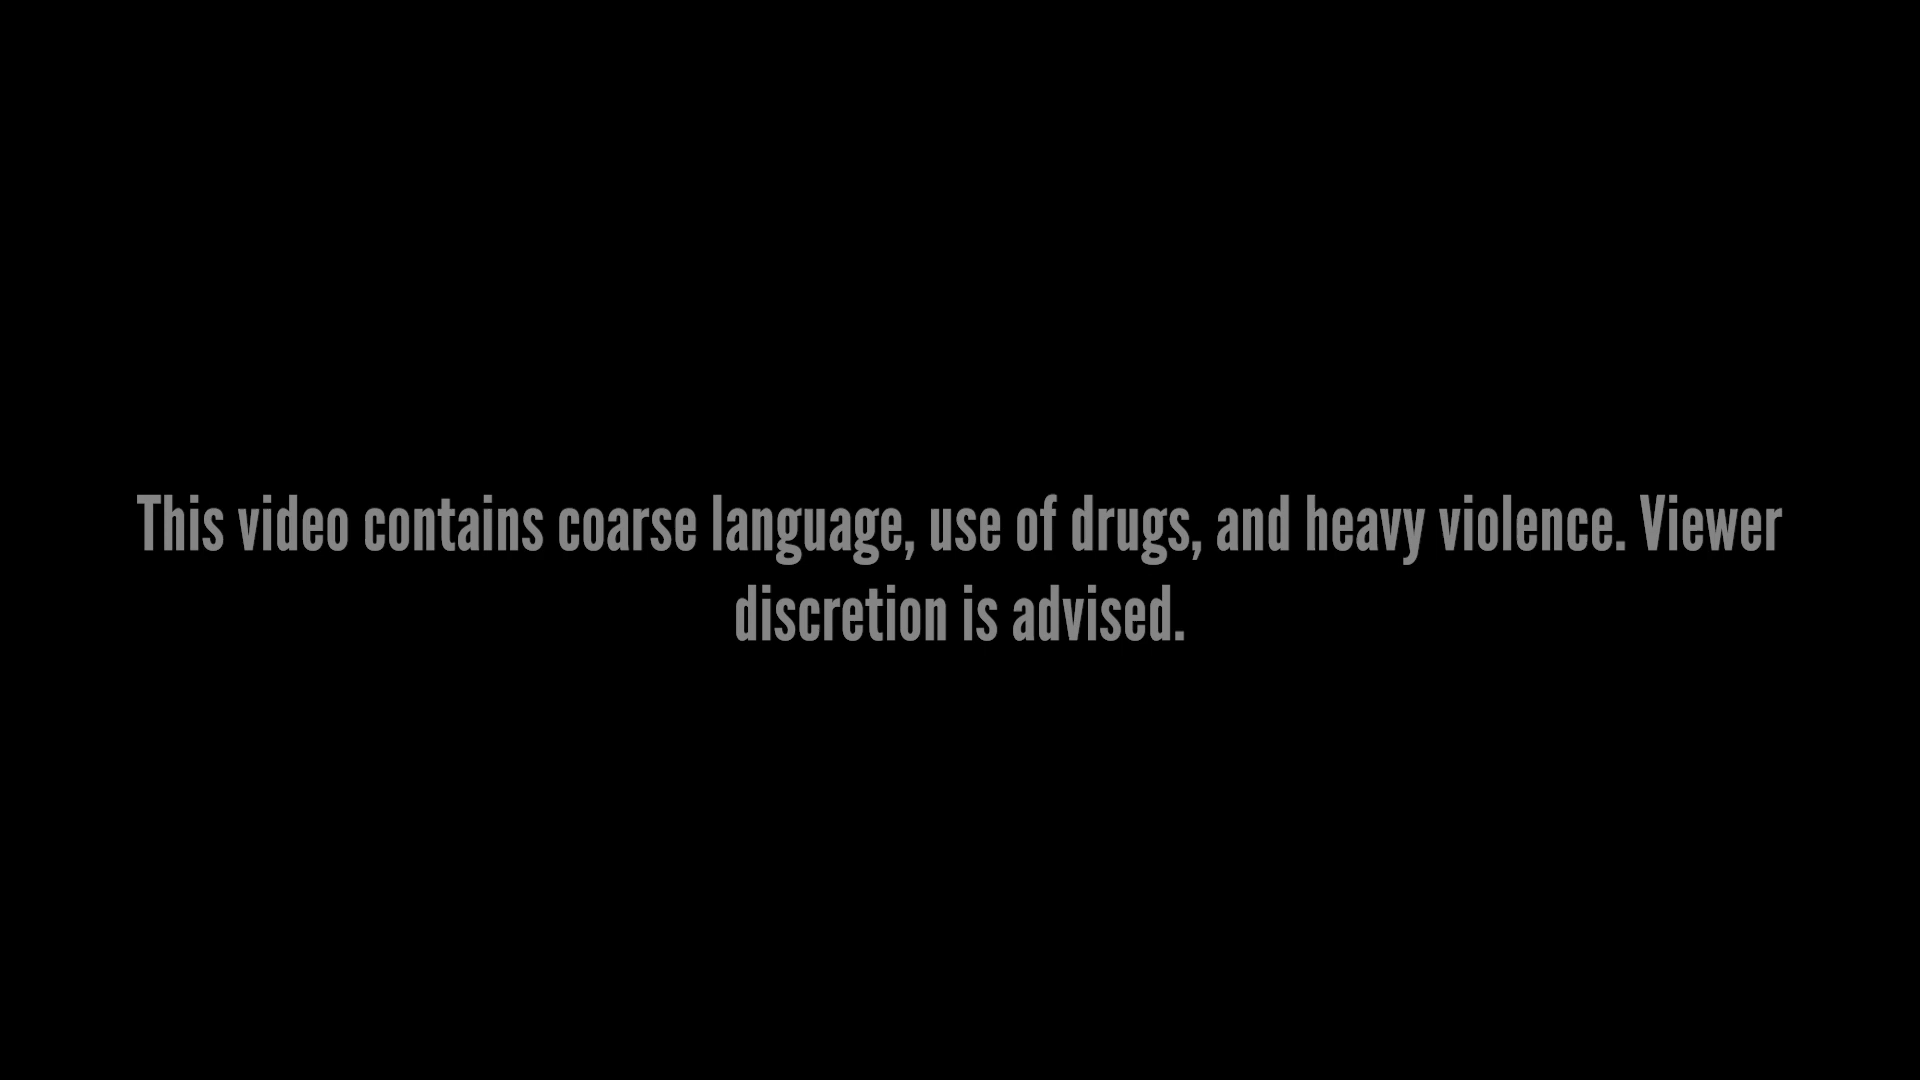 This video contains coarse language, use of drugs, and heavy violence. Viewer
discretion is advised.